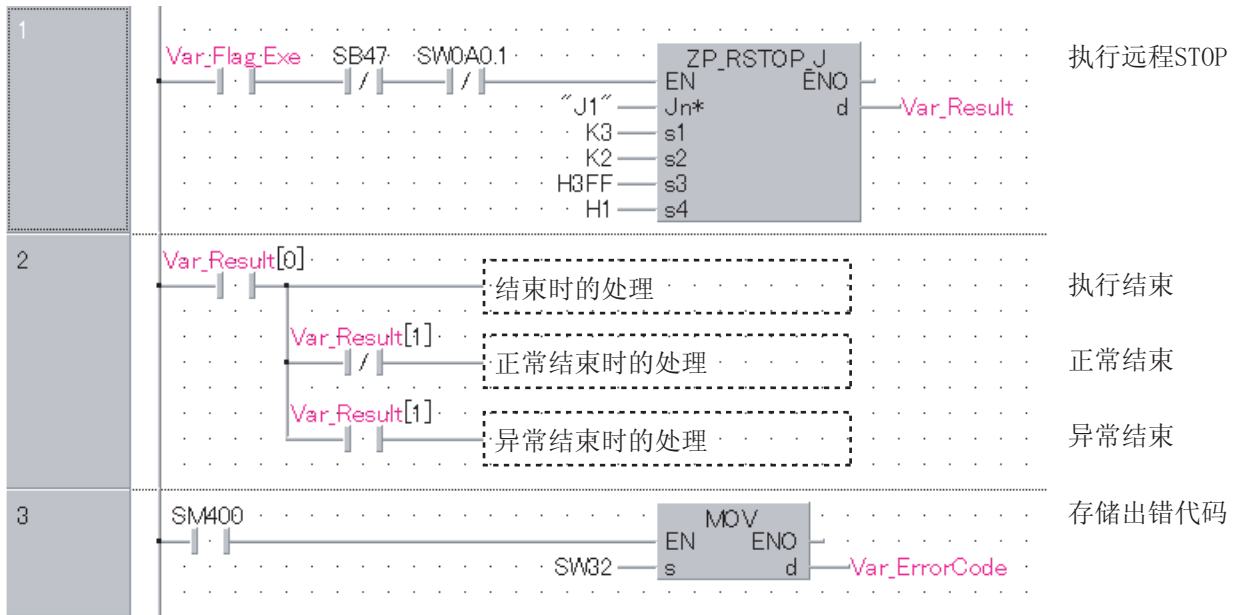 1
Var_Flag_Exe SB47 SW0A0.1 ZP_RSTOP_J 执行远程STOP
EN ENO
"J1" Jn* d Var_Result
K3 s1
K2 s2
H3FF s3
H1 s4
2 Var_Result[0]
结束时的处理 执行结束
Var_Result[1]
正常结束时的处理 正常结束
Var_Result[1]
异常结束时的处理 异常结束
3 SM400 MOV 存储出错代码
EN ENO
SW32 s d Var_ErrorCode